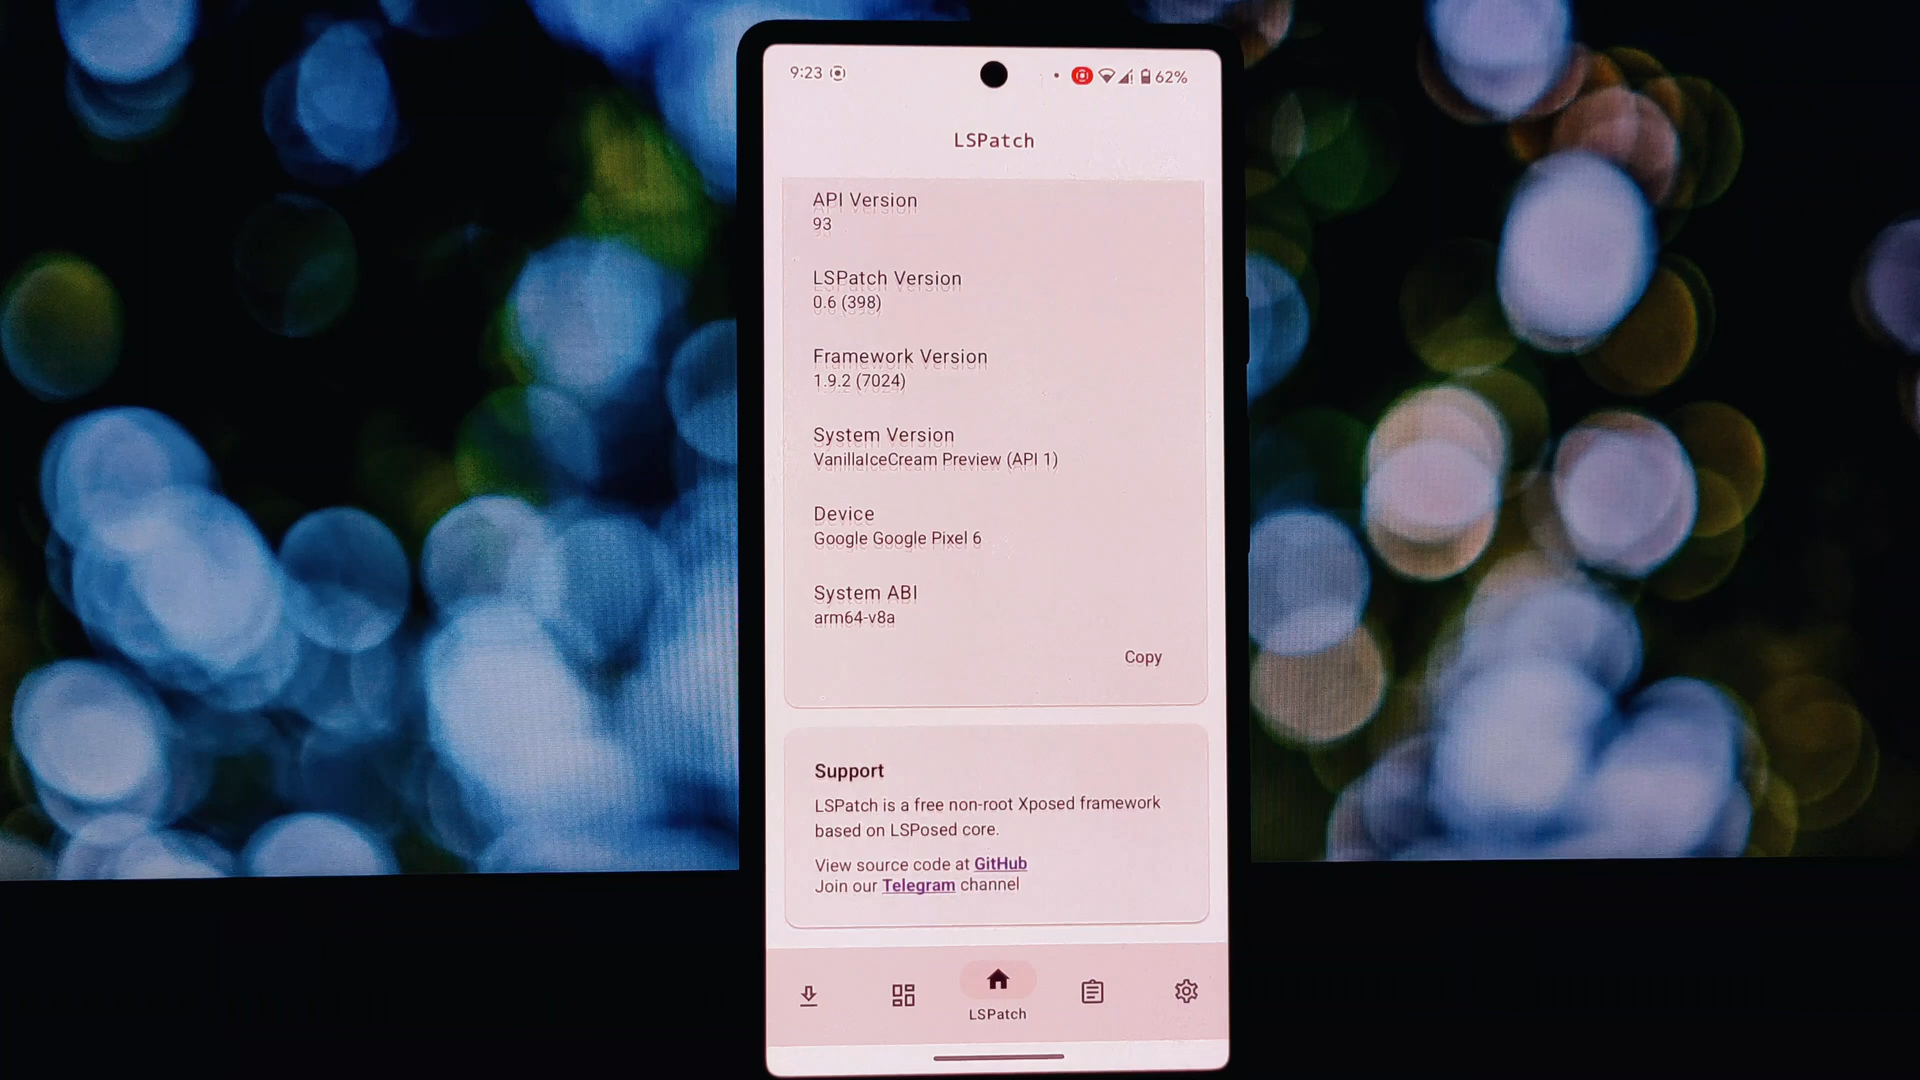 9:23
62%
LSPatch
API Version
93
LSPatch Version
0.6 (398)
Framework Version
1.9.2 (7024)
System Version
VanillaIceCream Preview (API 1)
Device
Google Google Pixel 6
System ABI
arm64-v8a
Copy
Support
LSPatch is a free non-root Xposed framework
based on LSPosed core.
View source code at GitHub
Join our Telegram channel
LSPatch